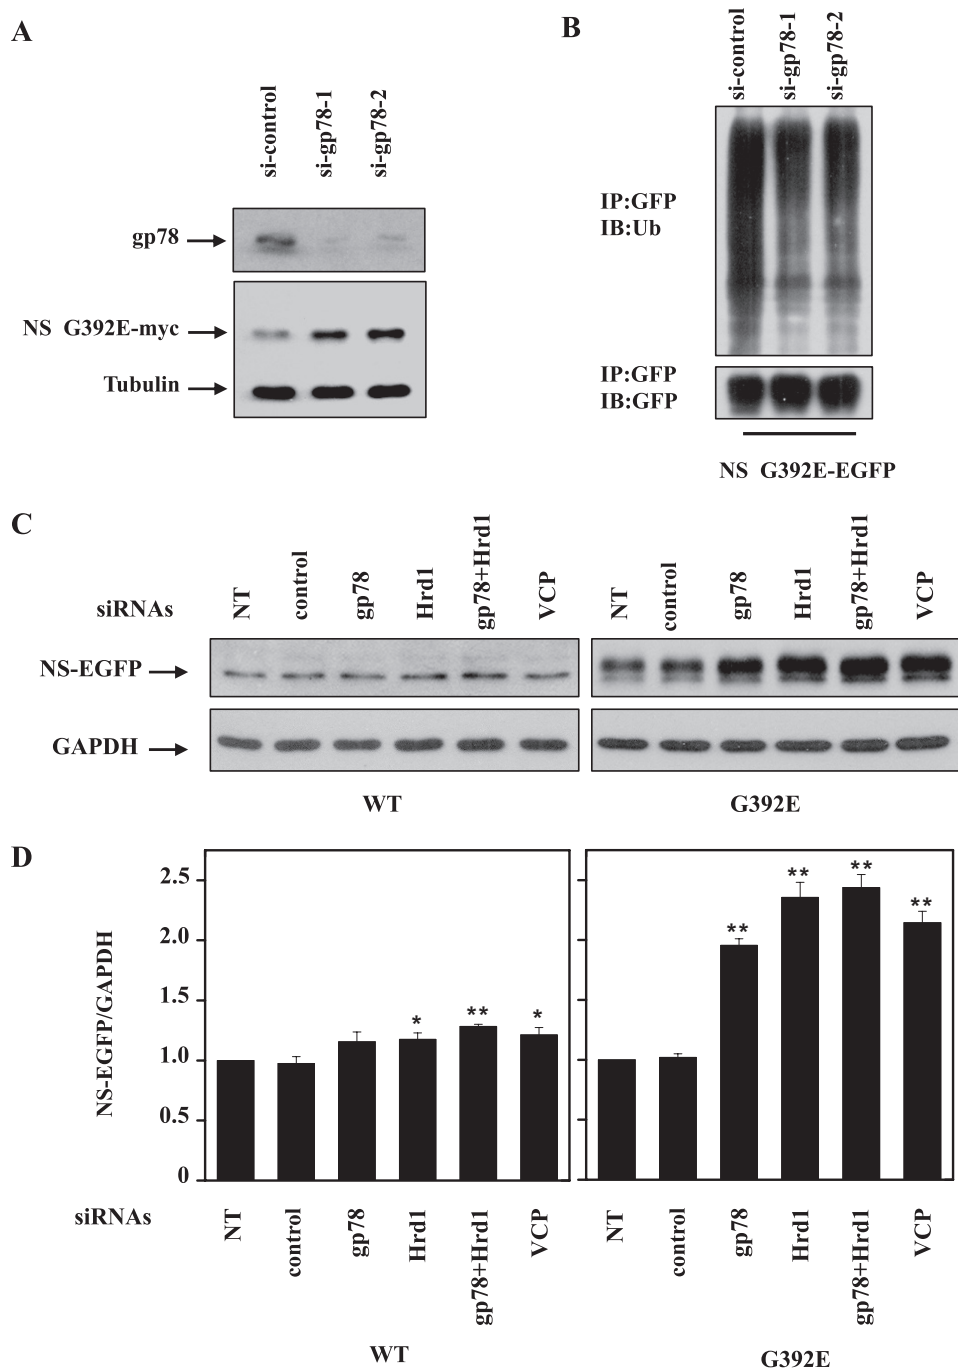 A
si-control
si-gp78-1
si-gp78-2
gp78
NS G392E-myc
Tubulin
B
si-control
si-gp78-1
si-gp78-2
IP:GFP
IB:Ub
IP:GFP
IB:GFP
NS G392E-EGFP
C
siRNAs
NT
control
gp78
Hrd1
gp78+Hrd1
VCP
NT
control
gp78
Hrd1
gp78+Hrd1
VCP
NS-EGFP
GAPDH
WT
G392E
D
NS-EGFP/GAPDH
2.5
2.0
1.5
1.0
0.5
0
*
**
*
**
**
**
**
siRNAs
NT
control
gp78
Hrd1
gp78+Hrd1
VCP
NT
control
gp78
Hrd1
gp78+Hrd1
VCP
WT
G392E